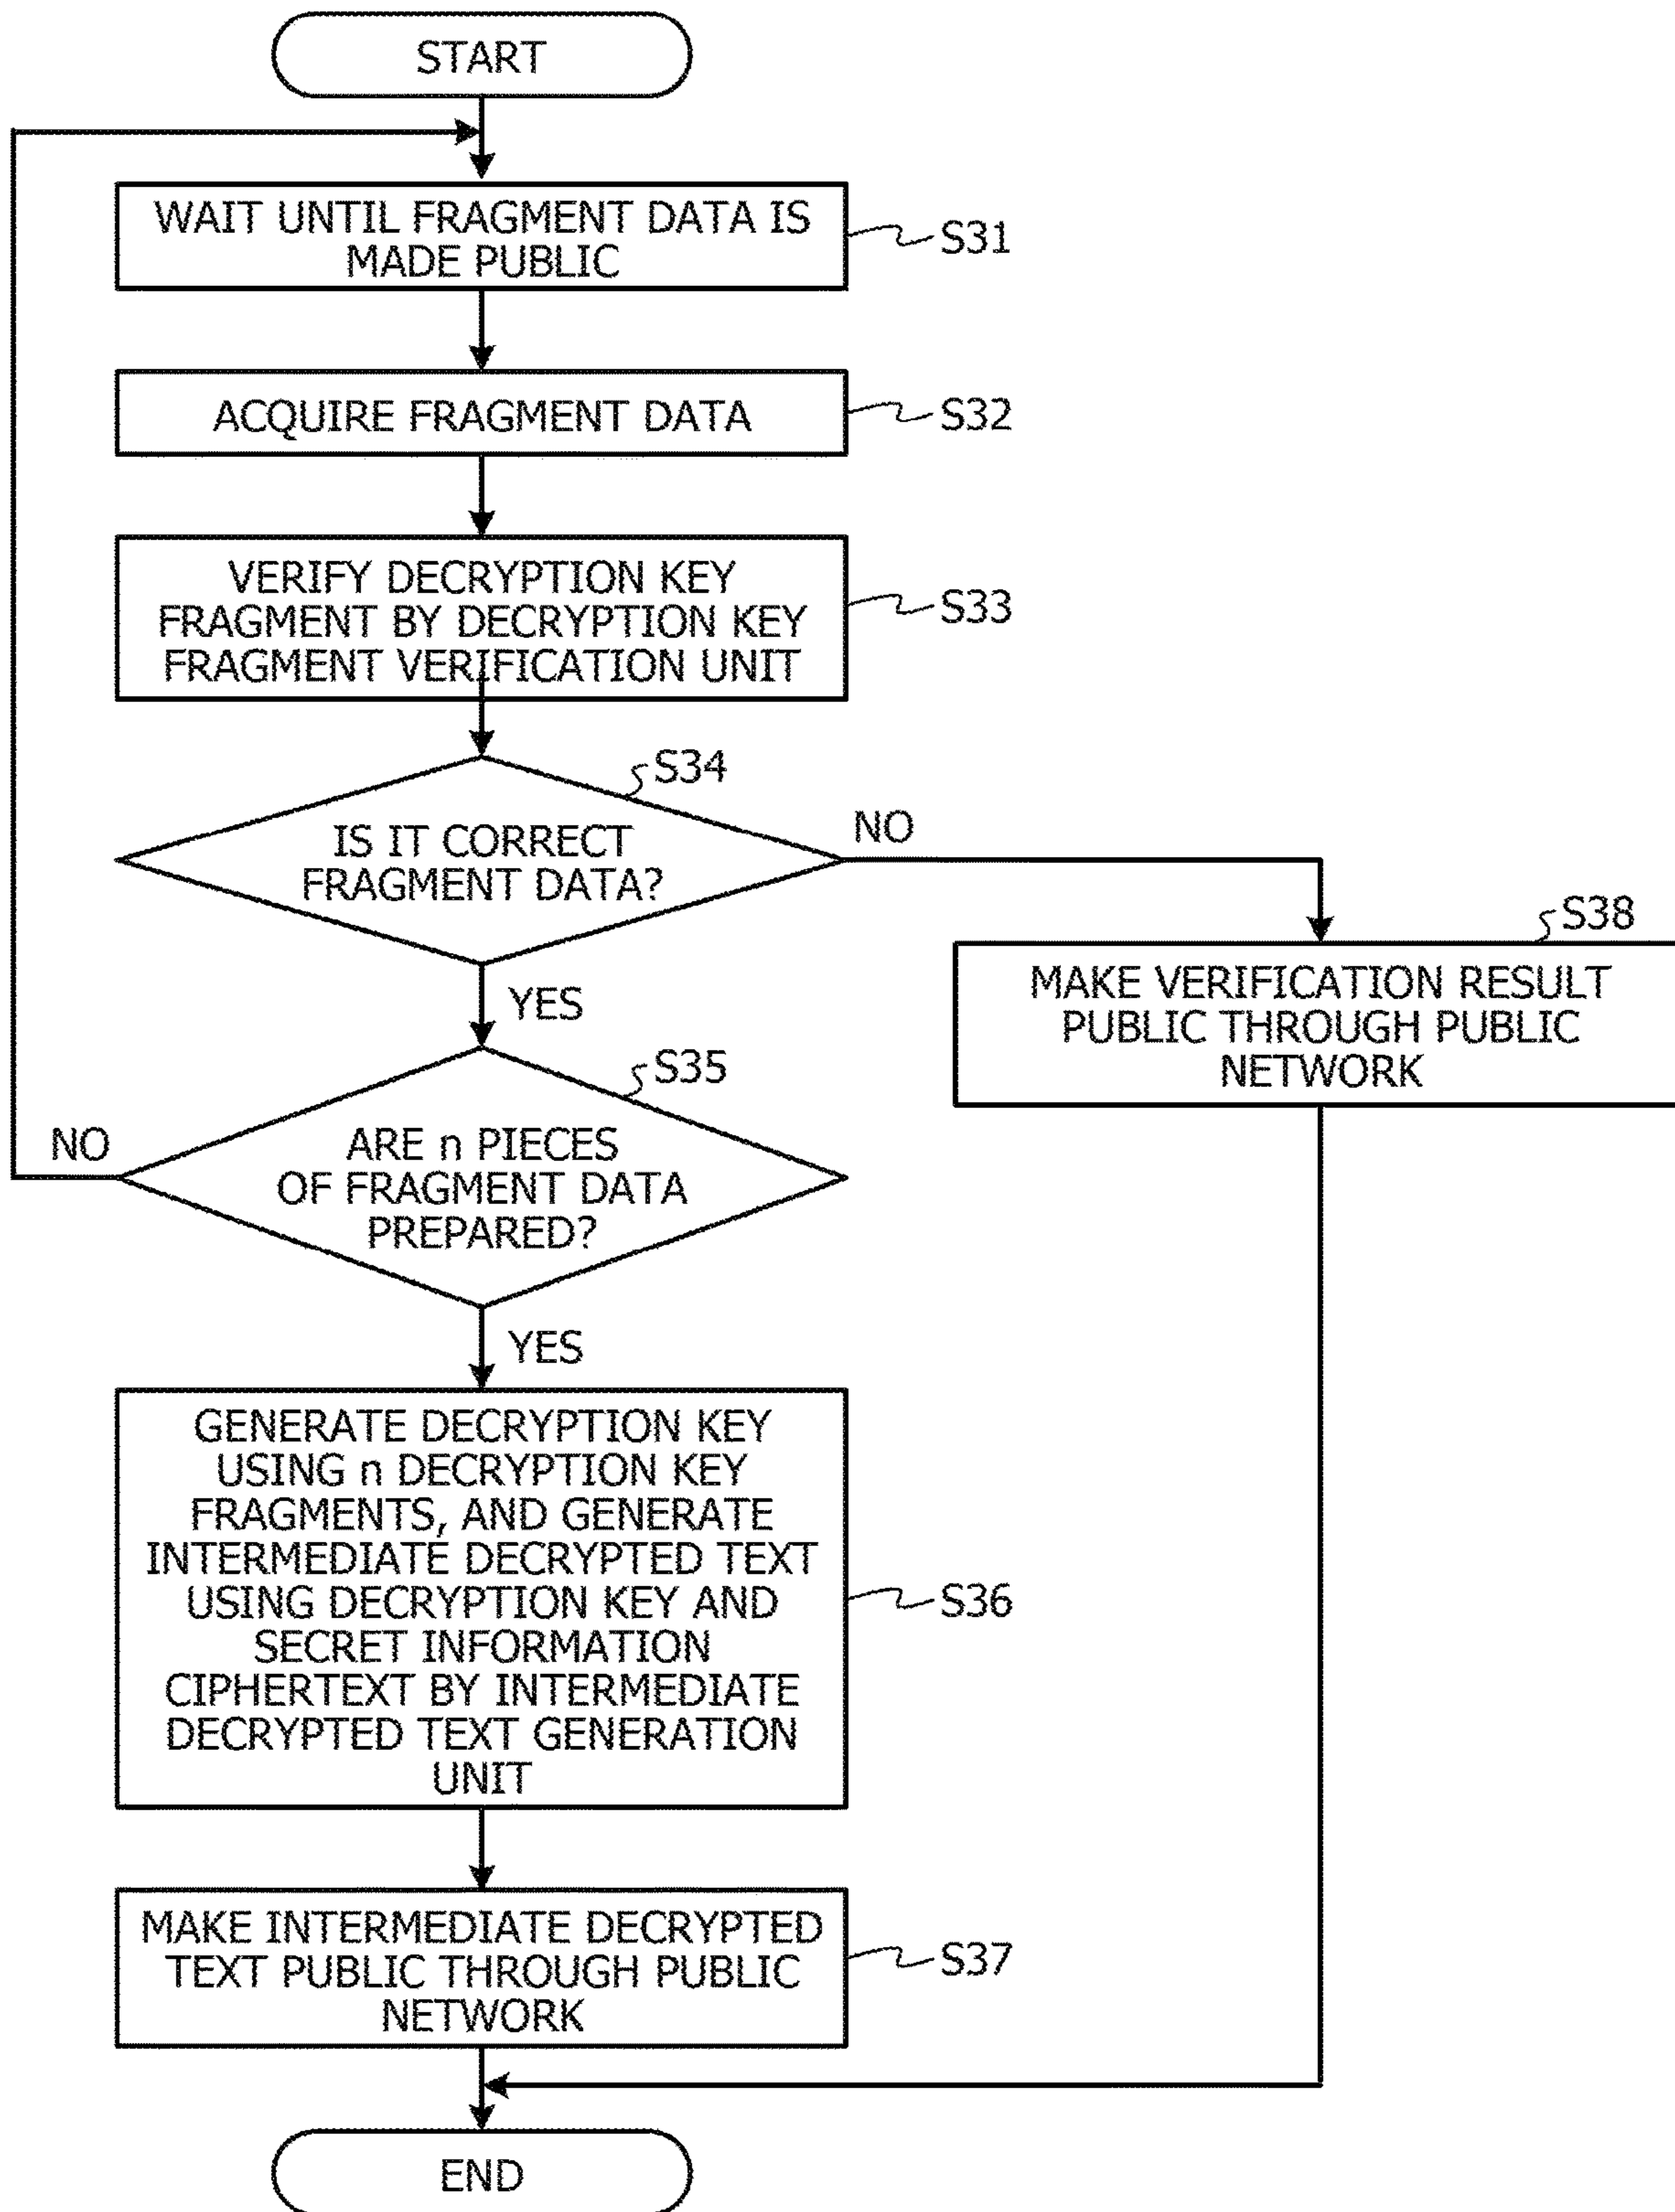 START
WAIT UNTIL FRAGMENT DATA IS
MADE PUBLIC
S31
ACQUIRE FRAGMENT DATA
S32
VERIFY DECRYPTION KEY
FRAGMENT BY DECRYPTION KEY
FRAGMENT VERIFICATION UNIT
S33
S34
IS IT CORRECT
FRAGMENT DATA?
NO
YES
S38
MAKE VERIFICATION RESULT
PUBLIC THROUGH PUBLIC
NETWORK
S35
ARE n PIECES
OF FRAGMENT DATA
PREPARED?
NO
YES
GENERATE DECRYPTION KEY
USING n DECRYPTION KEY
FRAGMENTS, AND GENERATE
INTERMEDIATE DECRYPTED TEXT
USING DECRYPTION KEY AND
SECRET INFORMATION
CIPHERTEXT BY INTERMEDIATE
DECRYPTED TEXT GENERATION
UNIT
S36
MAKE INTERMEDIATE DECRYPTED
TEXT PUBLIC THROUGH PUBLIC
NETWORK
S37
END